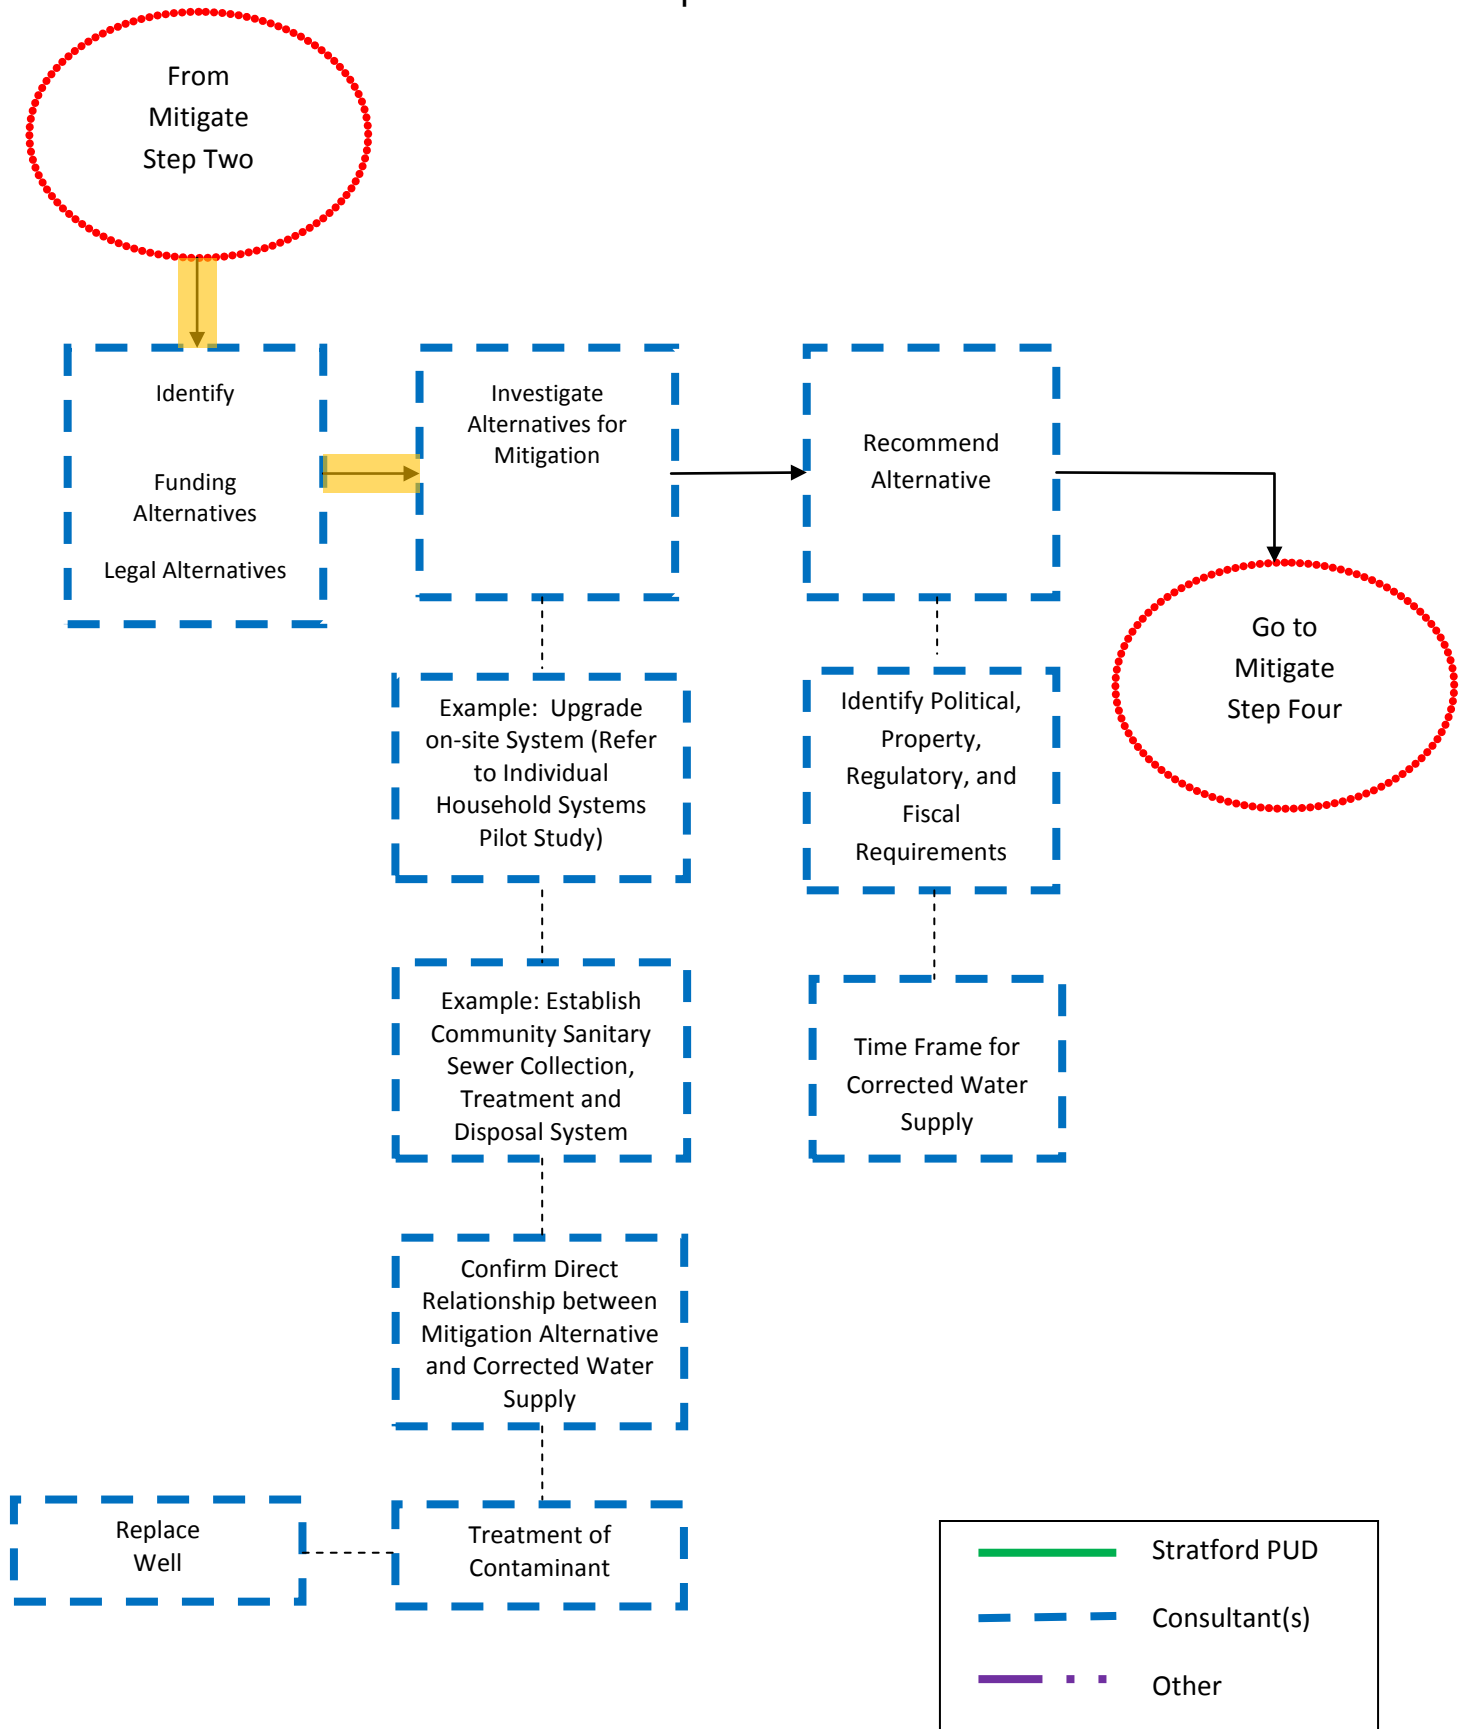 From
Mitigate
Step Two
Identify
Funding
Alternatives
Legal Alternatives
Investigate
Alternatives for
Mitigation
Recommend
Alternative
Go to
Mitigate
Step Four
Example:  Upgrade
on-site System (Refer
to Individual
Household Systems
Pilot Study)
Identify Political,
Property,
Regulatory, and
Fiscal
Requirements
Example: Establish
Community Sanitary
Sewer Collection,
Treatment and
Disposal System
Time Frame for
Corrected Water
Supply
Confirm Direct
Relationship between
Mitigation Alternative
and Corrected Water
Supply
Replace
Well
Treatment of
Contaminant
Stratford PUD
Consultant(s)
Other